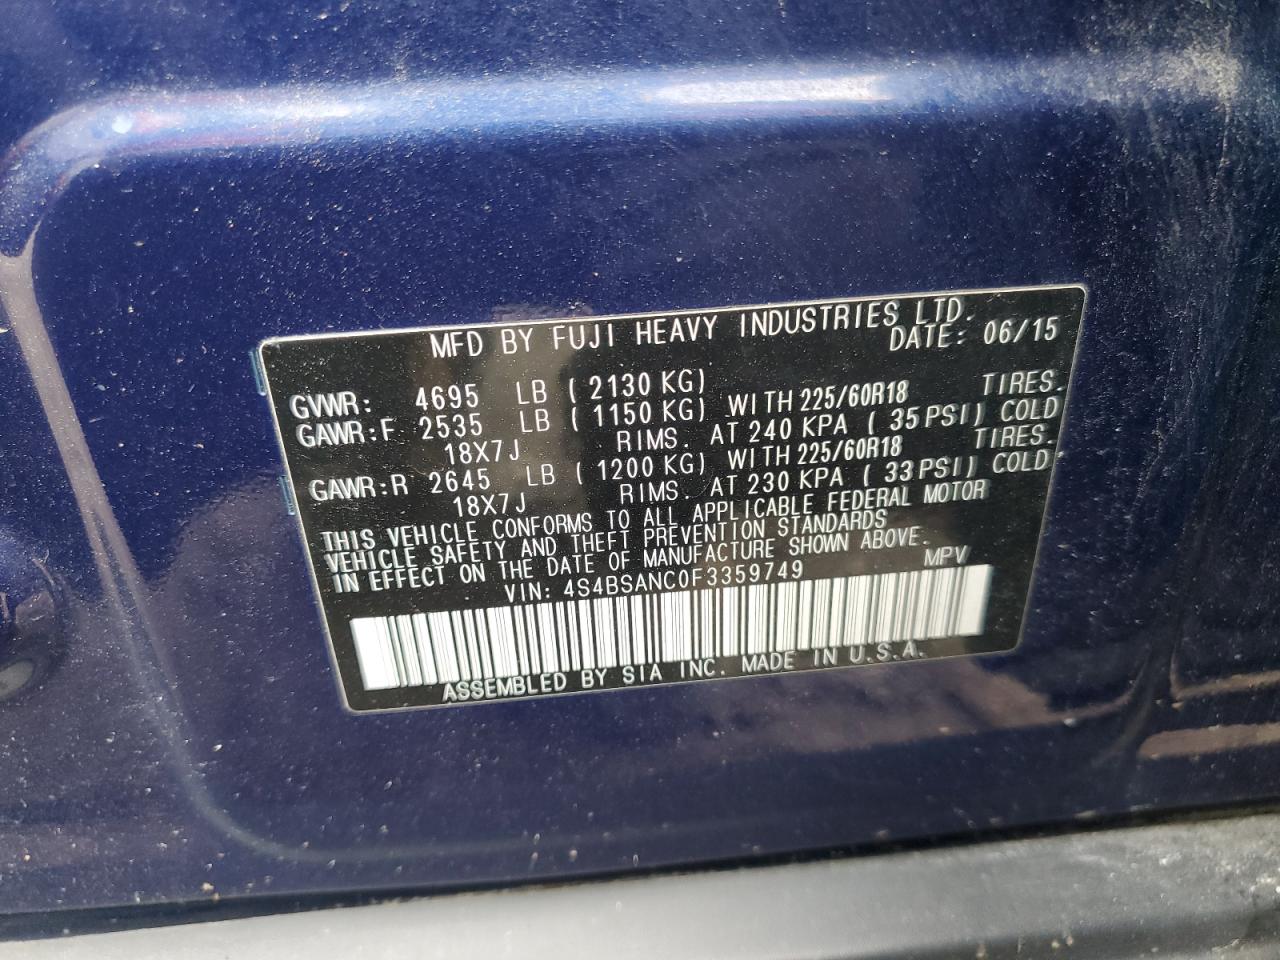 MFD BY FUJI HEAVY INDUSTRIES LTD.
DATE: 06/15
GVWR: 4695 LB ( 2130 KG)
GAWR:F 2535 LB ( 1150 KG) WITH 225/60R18 TIRES.
18X7J RIMS. AT 240 KPA ( 35 PSI) COLD
GAWR:R 2645 LB ( 1200 KG) WITH 225/60R18 TIRES.
18X7J RIMS. AT 230 KPA ( 33 PSI) COLD.
THIS VEHICLE CONFORMS TO ALL APPLICABLE FEDERAL MOTOR
VEHICLE SAFETY AND THEFT PREVENTION STANDARDS
IN EFFECT ON THE DATE OF MANUFACTURE SHOWN ABOVE.
VIN: 4S4BSANC0F3359749 MPV
ASSEMBLED BY SIA INC. MADE IN U.S.A.